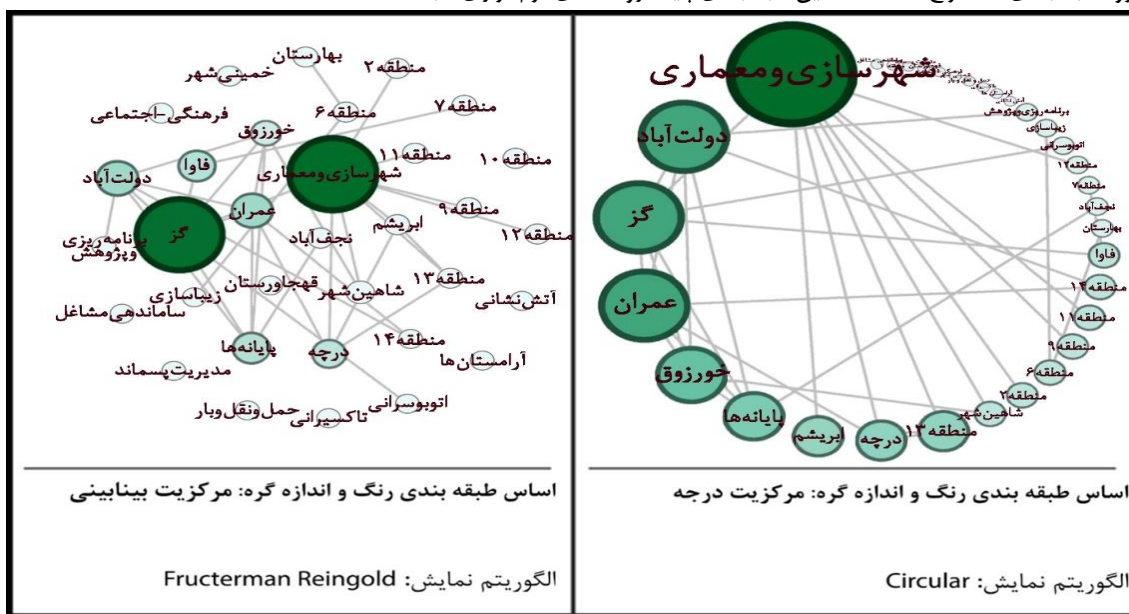 شهرسازی‌ومعماری
دولت‌آباد
گز
عمران
خورزوق
پایانه‌ها
ابریشم
درچه
منطقه۱۳
شاهین‌شهر
منطقه۲
منطقه۶
منطقه۹
منطقه۱۱
منطقه۱۴
فاوا
بهارستان
نجف‌آباد
منطقه۷
منطقه۱۲
اتوبوسرانی
زیباسازی
برنامه‌ریزی‌وپژوهش
اساس طبقه بندی رنگ و اندازه گره: مرکزیت درجه
الگوریتم نمایش: Circular
بهارستان
منطقه۲
خمینی‌شهر
منطقه۷
منطقه۶
فرهنگی-اجتماعی
خورزوق
منطقه۱۱
منطقه۱۰
فاوا
شهرسازی‌ومعماری
دولت‌آباد
عمران
منطقه۹
ابریشم
گز
منطقه۱۲
نجف‌آباد
برنامه‌ریزی
وپژوهش
منطقه۱۳
قهجاورستان
شاهین‌شهر
زیباسازی
آتش‌نشانی
ساماندهی‌مشاغل
منطقه۱۴
پایانه‌ها
درچه
آرامستان‌ها
مدیریت‌پسماند
اتوبوسرانی
حمل‌ونقل‌وبار
تاکسیرانی
اساس طبقه بندی رنگ و اندازه گره: مرکزیت بینابینی
الگوریتم نمایش: Fructerman Reingold